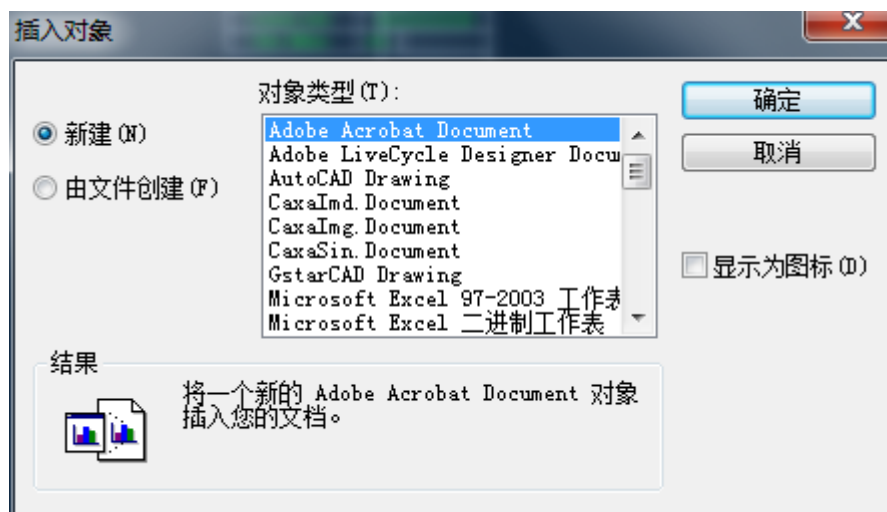 插入对象
对象类型(T):
新建(N)
由文件创建(F)
Adobe Acrobat Document
Adobe LiveCycle Designer Docu
AutoCAD Drawing
CaxaImd.Document
CaxaImg.Document
CaxaSin.Document
GstarCAD Drawing
Microsoft Excel 97-2003 工作表
Microsoft Excel 二进制工作表
确定
取消
显示为图标(D)
结果
将一个新的 Adobe Acrobat Document 对象
插入您的文档。